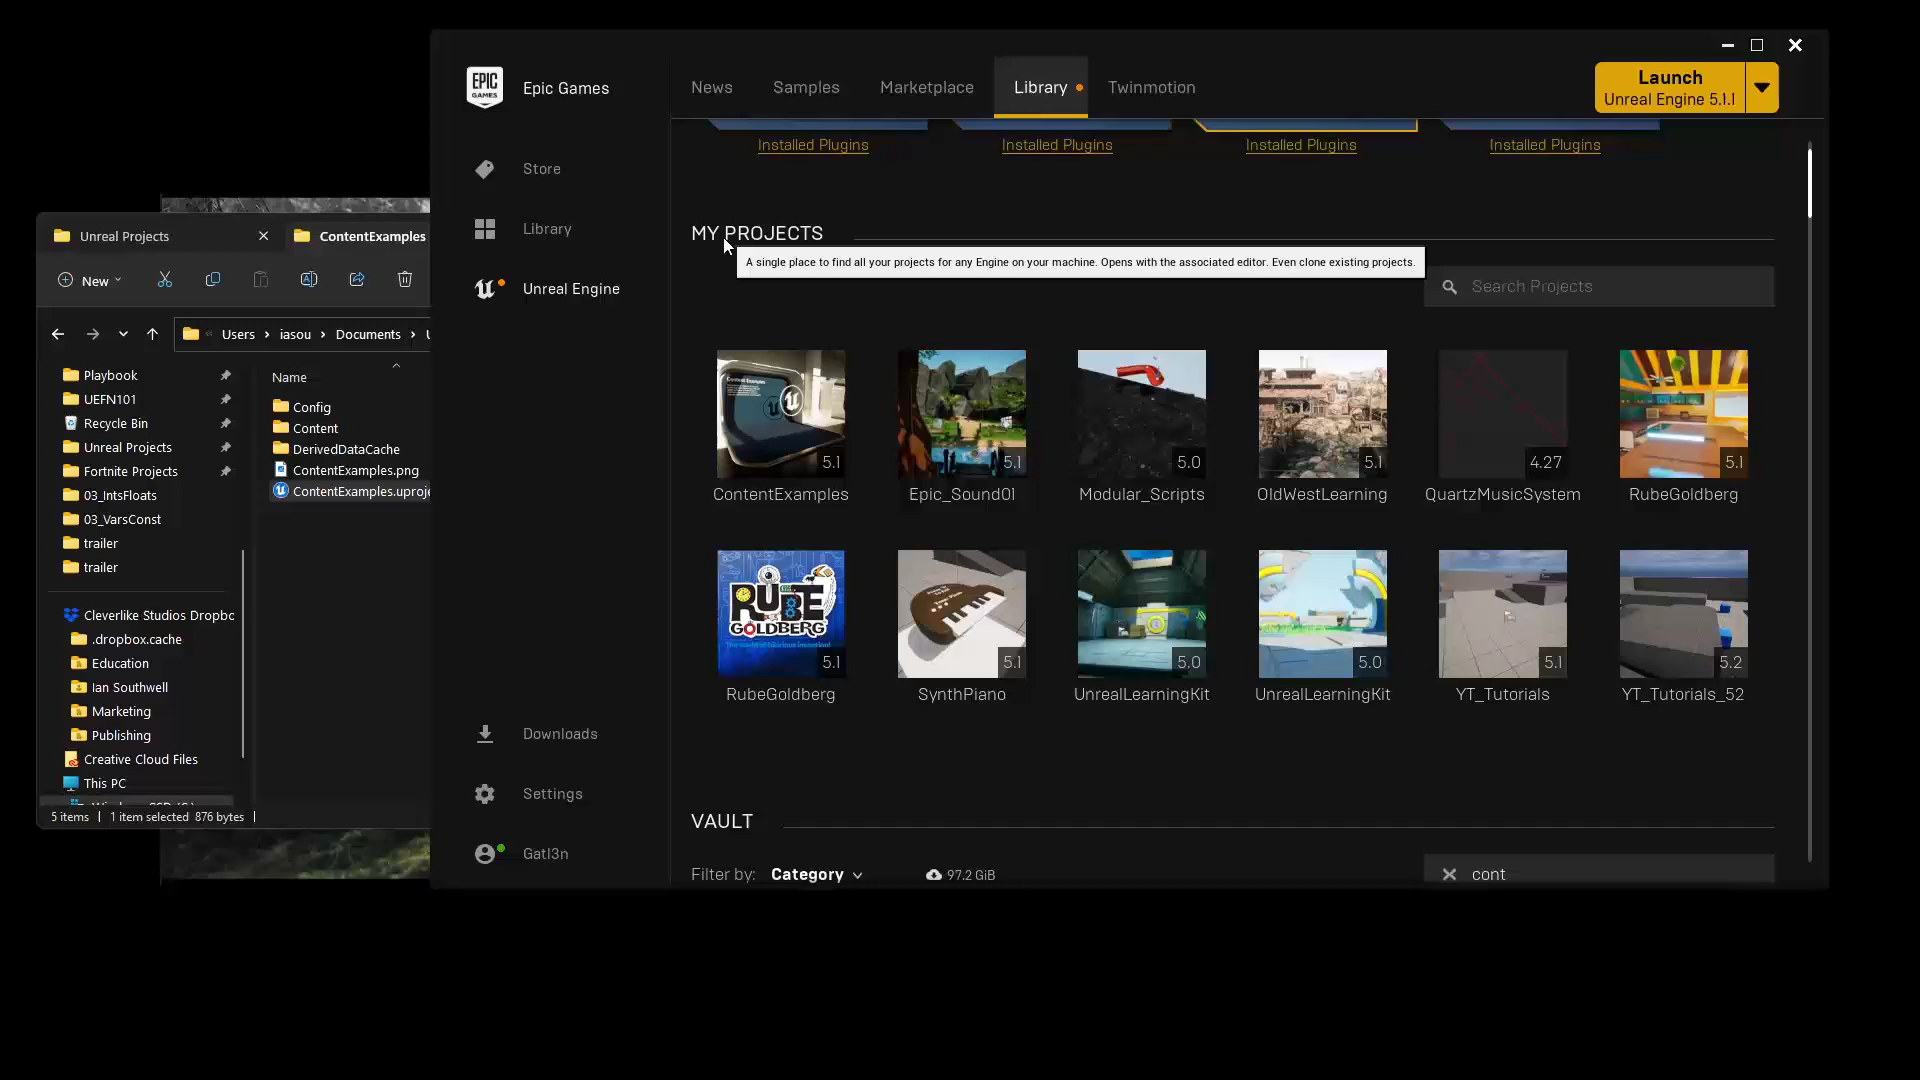 EPIC
GAMES
Epic Games
News
Samples
Marketplace
Library
Twinmotion
Launch
Unreal Engine 5.1.1
Store
Library
Unreal Engine
Downloads
Settings
Gatl3n
Installed Plugins
Installed Plugins
Installed Plugins
Installed Plugins
MY PROJECTS
A single place to find all your projects for any Engine on your machine. Opens with the associated editor. Even clone existing projects.
Search Projects
5.1
5.1
5.0
5.1
4.27
5.1
ContentExamples
Epic_Sound01
Modular_Scripts
OldWestLearning
QuartzMusicSystem
RubeGoldberg
Content Examples
RUBE
GOLDBERG
5.1
5.1
5.0
5.0
5.1
5.2
RubeGoldberg
SynthPiano
UnrealLearningKit
UnrealLearningKit
YT_Tutorials
YT_Tutorials_52
VAULT
Filter by:
Category
97.2 GiB
cont
Unreal Projects
ContentExamples
New
Users
iasou
Documents
Playbook
UEFN101
Recycle Bin
Unreal Projects
Fortnite Projects
03_IntsFloats
03_VarsConst
trailer
trailer
Cleverlike Studios Dropbo
.dropbox.cache
Education
Ian Southwell
Marketing
Publishing
Creative Cloud Files
This PC
Name
Config
Content
DerivedDataCache
ContentExamples.png
ContentExamples.uproje
5 items
1 item selected 876 bytes